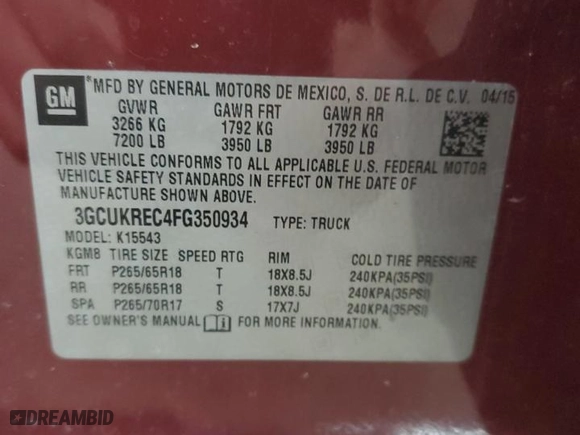 GM
® MFD BY GENERAL MOTORS DE MEXICO, S. DE R.L. DE C.V. 04/15
GVWR GAWR FRT GAWR RR
3266 KG 1792 KG 1792 KG
7200 LB 3950 LB 3950 LB
THIS VEHICLE CONFORMS TO ALL APPLICABLE U.S. FEDERAL MOTOR
VEHICLE SAFETY STANDARDS IN EFFECT ON THE DATE OF
MANUFACTURE SHOWN ABOVE.
3GCUKREC4FG350934 TYPE: TRUCK
MODEL: K15543
KGM8 TIRE SIZE SPEED RTG RIM COLD TIRE PRESSURE
FRT P265/65R18 T 18X8.5J 240KPA(35PSI)
RR P265/65R18 T 18X8.5J 240KPA(35PSI)
SPA P265/70R17 S 17X7J 240KPA(35PSI)
SEE OWNER'S MANUAL FOR MORE INFORMATION.
DREAMBID